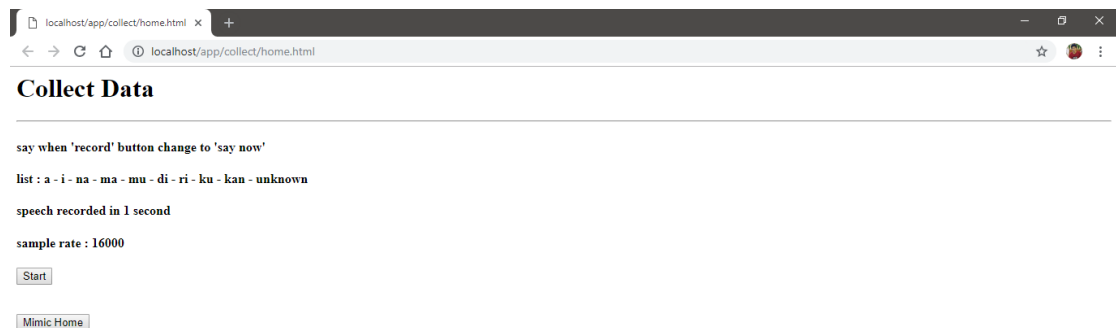 localhost/app/collect/home.html
localhost/app/collect/home.html
Collect Data
say when 'record' button change to 'say now'
list : a - i - na - ma - mu - di - ri - ku - kan - unknown
speech recorded in 1 second
sample rate : 16000
Start
Mimic Home